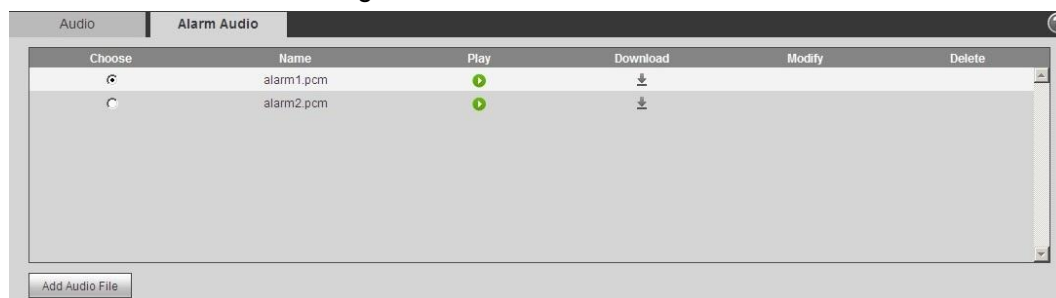 Audio Alarm Audio
Choose Name Play Download Modify Delete
alarm1.pcm
alarm2.pcm
Add Audio File